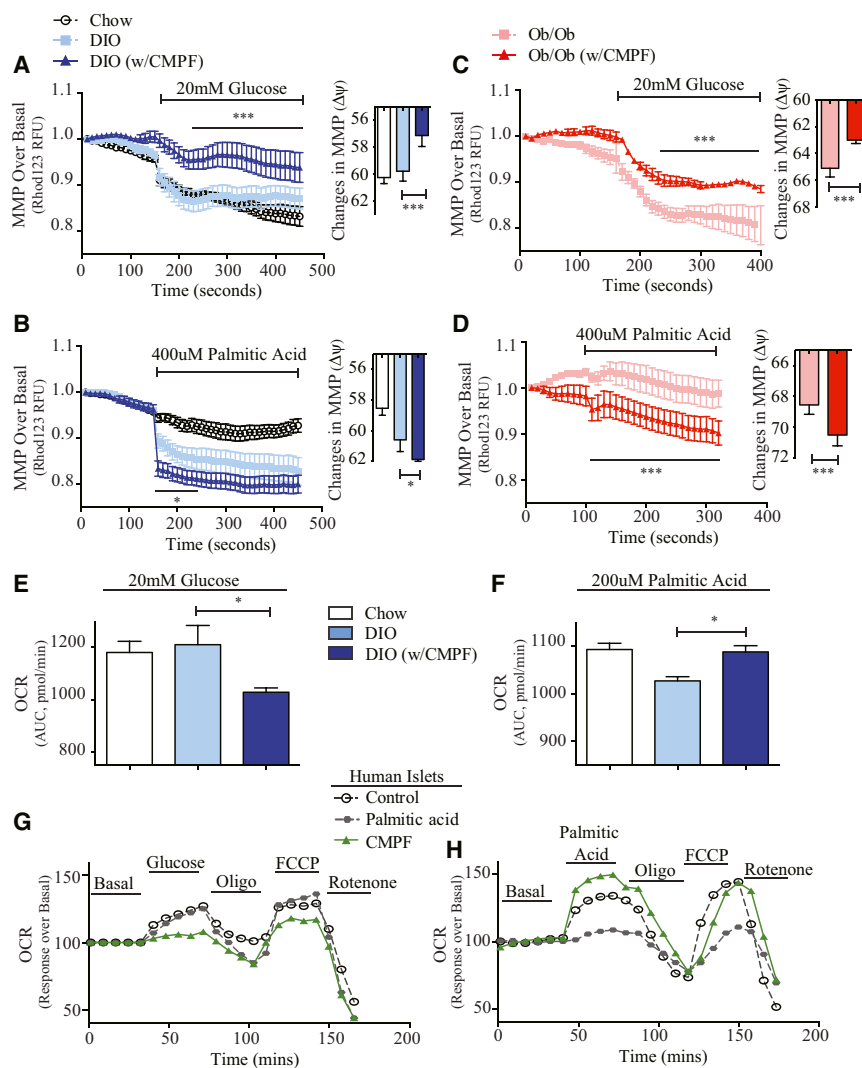 Chow
DIO
DIO (w/CMPF)
Ob/Ob
Ob/Ob (w/CMPF)
A
20mM Glucose
***
1.1
1.0
0.9
0.8
MMP Over Basal
(Rhod123 RFU)
0 100 200 300 400 500
Time (seconds)
Changes in MMP (Δψ)
56
58
60
62
***
C
20mM Glucose
***
1.1
1.0
0.9
0.8
MMP Over Basal
(Rhod123 RFU)
0 100 200 300 400
Time (seconds)
Changes in MMP (Δψ)
60
62
64
66
68
***
B
400uM Palmitic Acid
*
1.1
1.0
0.9
0.8
MMP Over Basal
(Rhod123 RFU)
0 100 200 300 400 500
Time (seconds)
Changes in MMP (Δψ)
56
58
60
62
*
D
400uM Palmitic Acid
***
1.1
1.0
0.9
0.8
MMP Over Basal
(Rhod123 RFU)
0 100 200 300 400
Time (seconds)
Changes in MMP (Δψ)
68
70
72
***
E
20mM Glucose
*
1200
1000
800
OCR
(AUC, pmol/min)
Chow
DIO
DIO (w/CMPF)
F
200uM Palmitic Acid
*
1100
1000
900
OCR
(AUC, pmol/min)
Human Islets
Control
Palmitic acid
CMPF
G
Basal
Glucose
Oligo
FCCP
Rotenone
150
100
50
OCR
(Response over Basal)
0 50 100 150 200
Time (mins)
H
Basal
Palmitic
Acid
Oligo
FCCP
Rotenone
150
100
50
OCR
(Response over Basal)
0 50 100 150 200
Time (mins)